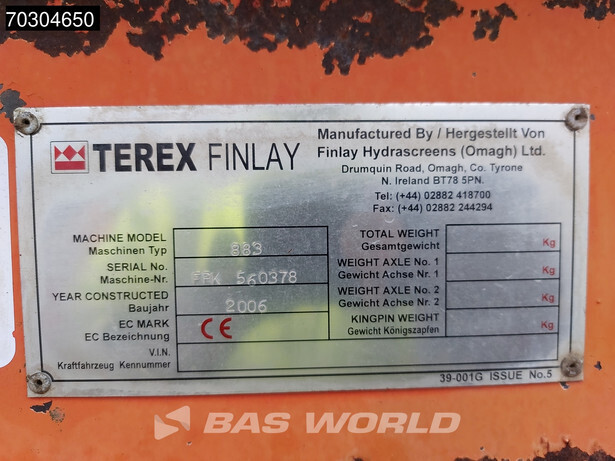 70304650
TEREX FINLAY
Manufactured By / Hergestellt Von
Finlay Hydrascreens (Omagh) Ltd.
Drumquin Road, Omagh, Co. Tyrone
N. Ireland BT78 5PN.
Tel: (+44) 02882 418700
Fax: (+44) 02882 244294
MACHINE MODEL
Maschinen Typ 883
SERIAL No.
Maschine-Nr. FPK 560378
YEAR CONSTRUCTED
Baujahr 2006
EC MARK
EC Bezeichnung CE
V.I.N.
Kraftfahrzeug Kennummer
TOTAL WEIGHT
Gesamtgewicht Kg
WEIGHT AXLE No. 1
Gewicht Achse Nr. 1 Kg
WEIGHT AXLE No. 2
Gewicht Achse Nr. 2 Kg
KINGPIN WEIGHT
Gewicht Königszapfen Kg
39-001G ISSUE No.5
BAS WORLD